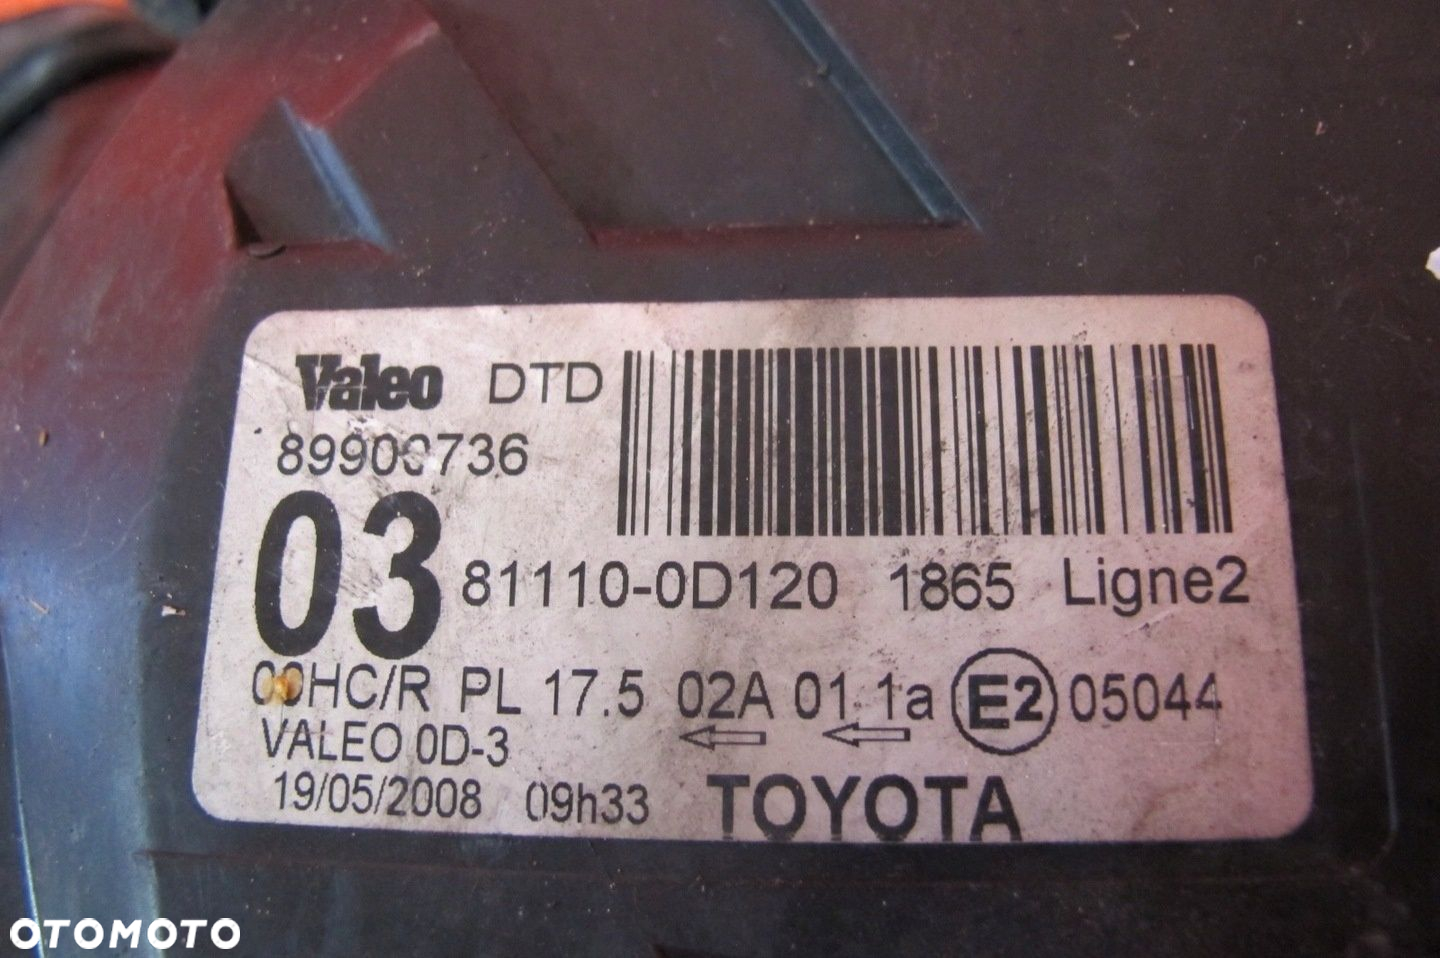 Valeo DTD
89900736
03 81110-0D120 1865 Ligne2
00HC/R PL 17.5 02A 01 1a E2 05044
VALEO 0D-3
19/05/2008 09h33 TOYOTA
OTOMOTO